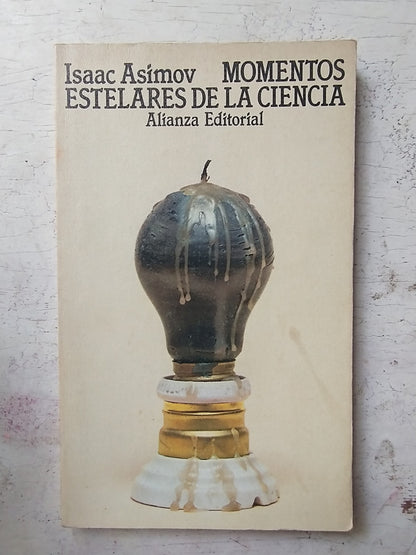 Isaac Asimov MOMENTOS
ESTELARES DE LA CIENCIA
Alianza Editorial